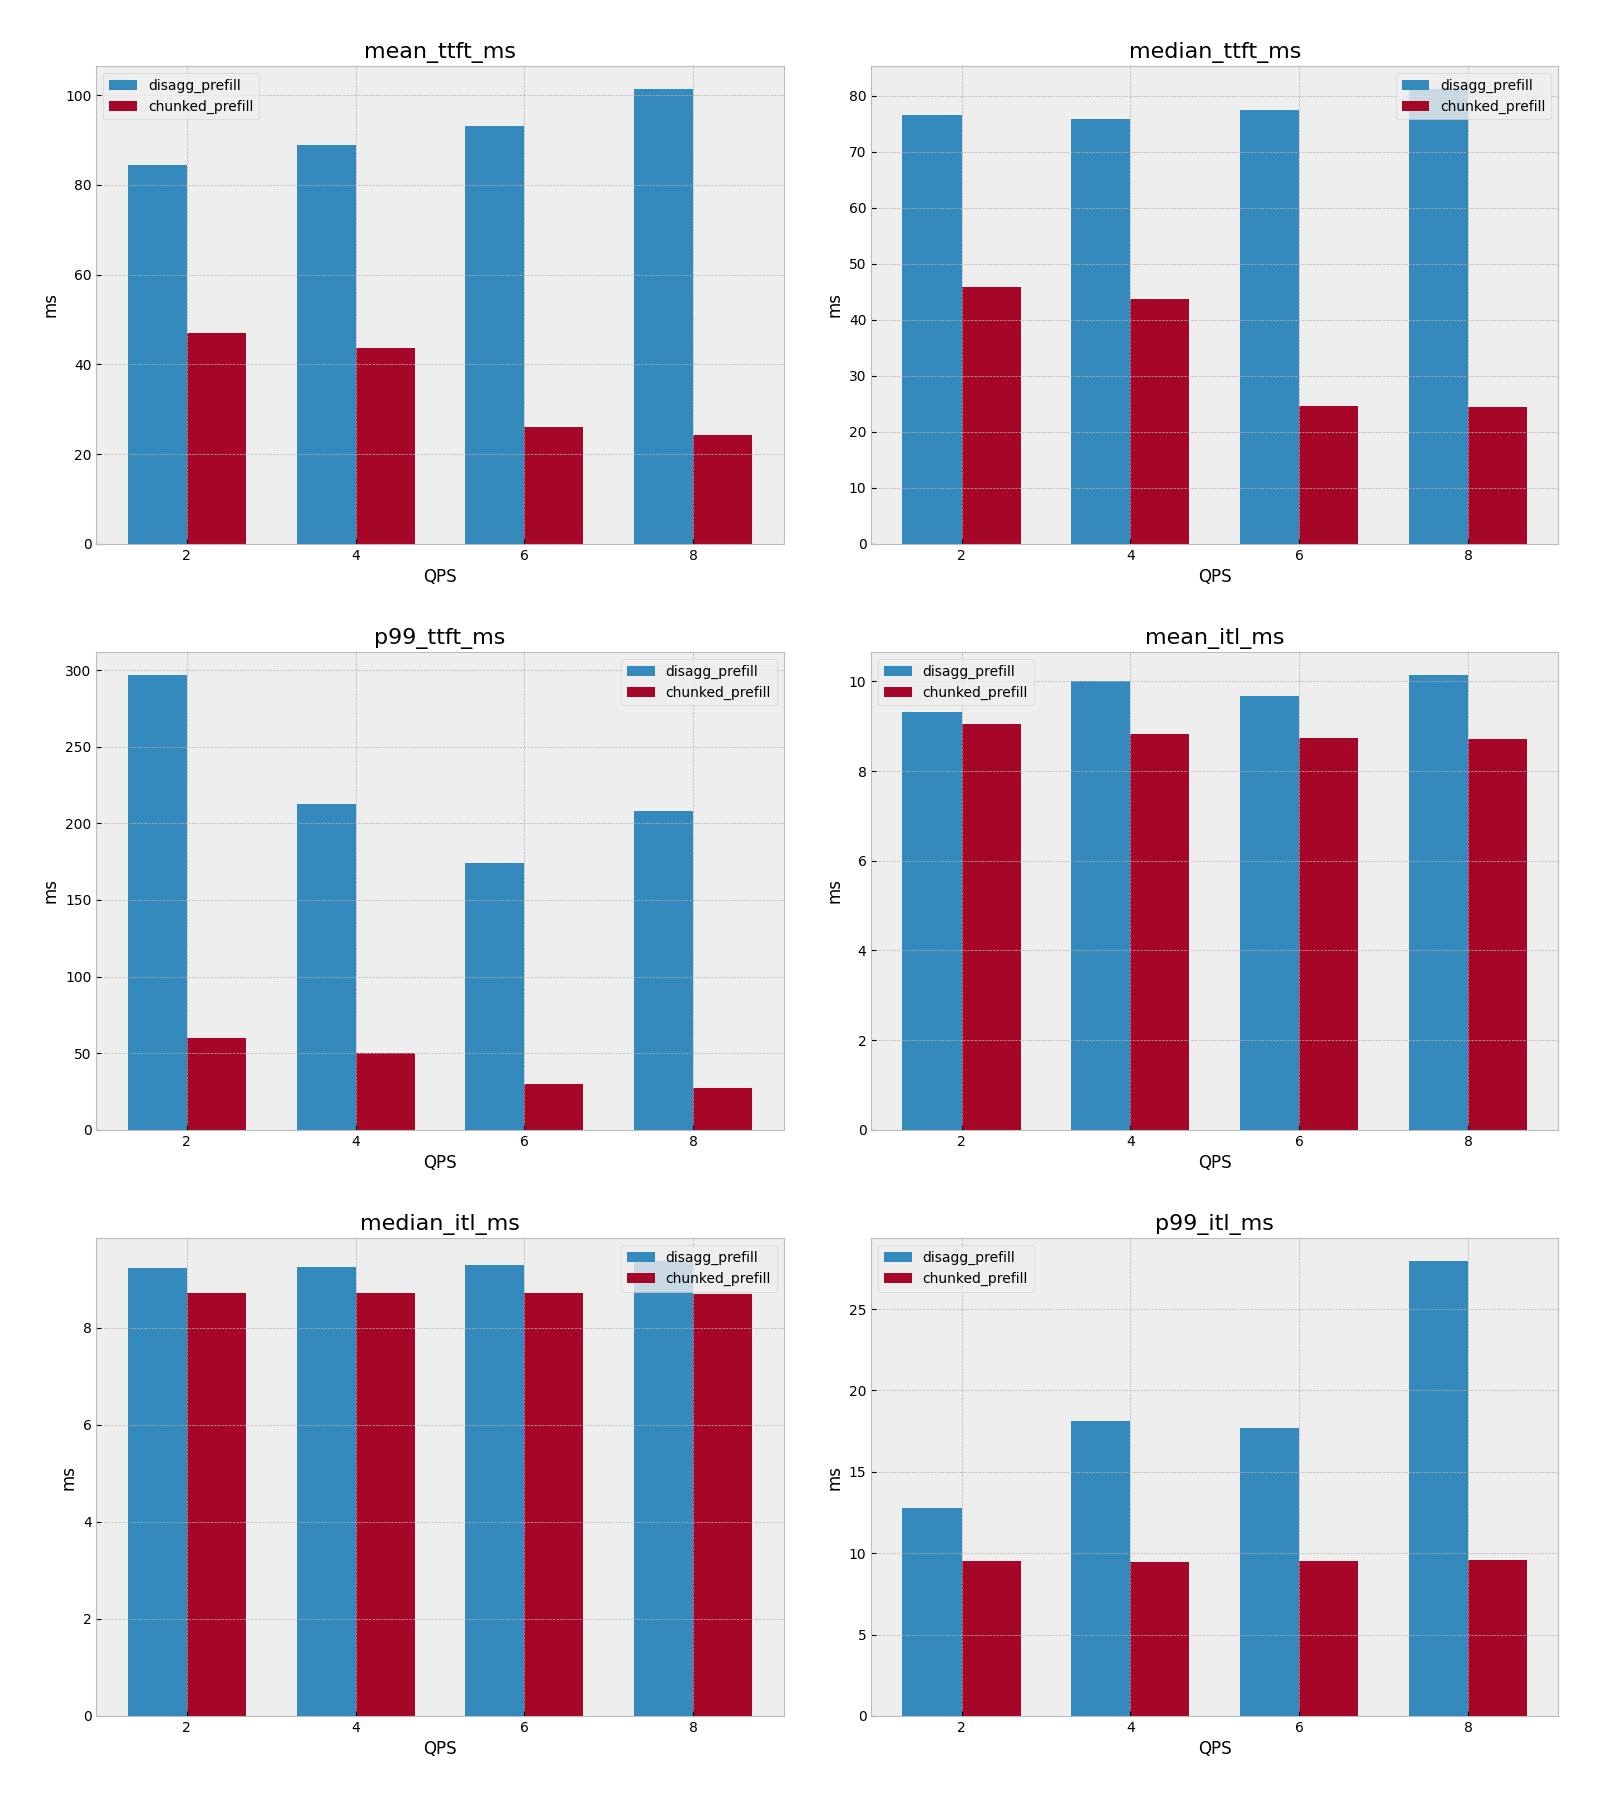 mean_ttft_ms
disagg_prefill
chunked_prefill
100
80
60
40
20
0
ms
2 4 6 8
QPS
median_ttft_ms
disagg_prefill
chunked_prefill
80
70
60
50
40
30
20
10
0
ms
2 4 6 8
QPS
p99_ttft_ms
disagg_prefill
chunked_prefill
300
250
200
150
100
50
0
ms
2 4 6 8
QPS
mean_itl_ms
disagg_prefill
chunked_prefill
10
8
6
4
2
0
ms
2 4 6 8
QPS
median_itl_ms
disagg_prefill
chunked_prefill
8
6
4
2
0
ms
2 4 6 8
QPS
p99_itl_ms
disagg_prefill
chunked_prefill
25
20
15
10
5
0
ms
2 4 6 8
QPS